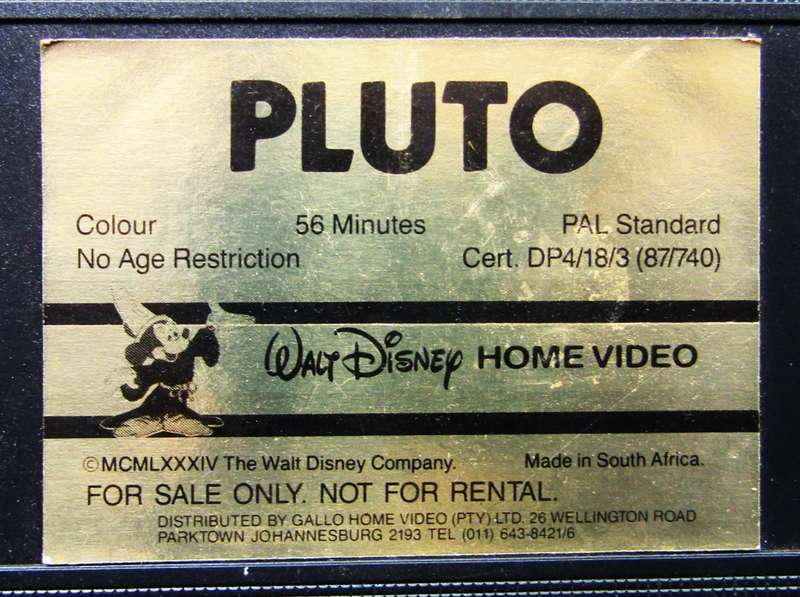 PLUTO
Colour 56 Minutes PAL Standard
No Age Restriction Cert. DP4/18/3 (87/740)
WALT DISNEY HOME VIDEO
©MCMLXXXIV The Walt Disney Company. Made in South Africa.
FOR SALE ONLY. NOT FOR RENTAL.
DISTRIBUTED BY GALLO HOME VIDEO (PTY) LTD. 26 WELLINGTON ROAD
PARKTOWN JOHANNESBURG 2193 TEL (011) 643-8421/6